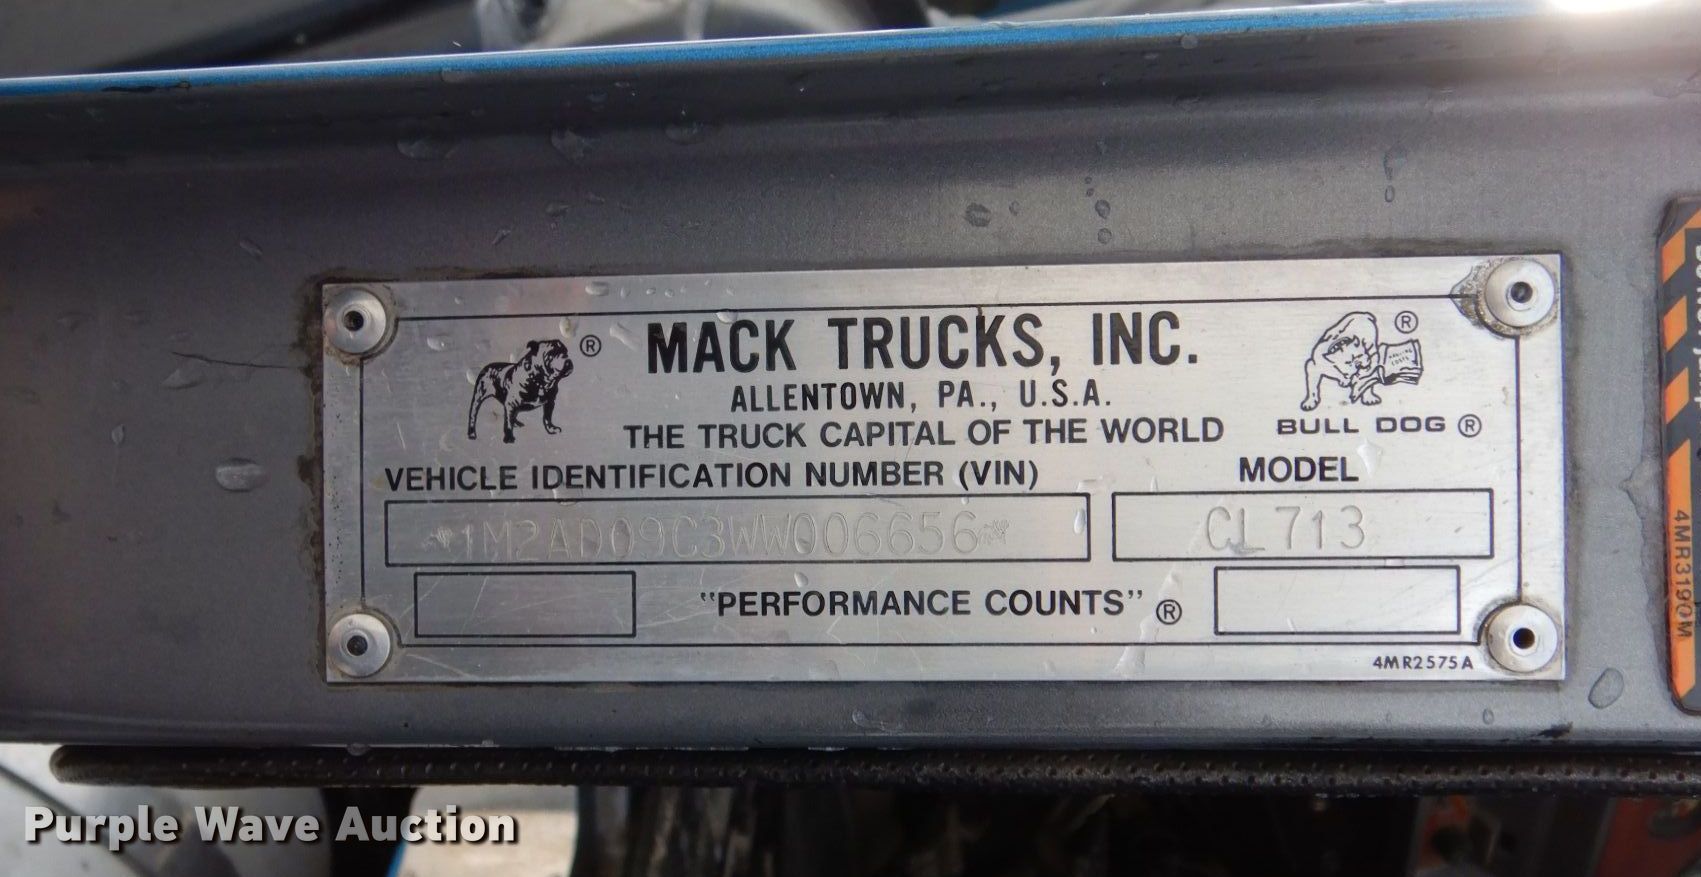 MACK TRUCKS, INC.
ALLENTOWN, PA., U.S.A.
THE TRUCK CAPITAL OF THE WORLD
BULL DOG ®
VEHICLE IDENTIFICATION NUMBER (VIN)
MODEL
*1M2AD09C3WW006656*
CL713
"PERFORMANCE COUNTS" ®
4MR2575A
4MR3190M
Purple Wave Auction